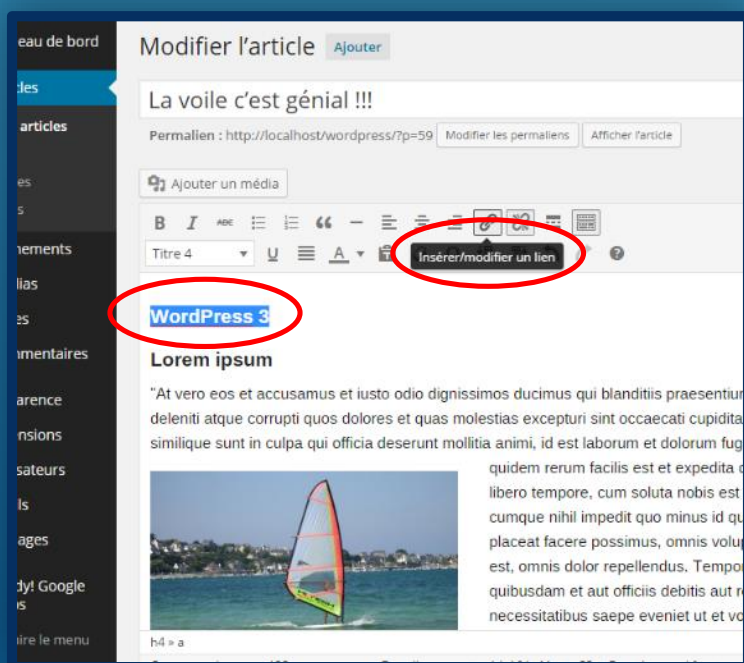 eau de bord
Modifier l'article Ajouter
cles
La voile c'est génial !!!
articles
Permalien : http://localhost/wordpress/?p=59 Modifier les permaliens Afficher l'article
es
Ajouter un média
s
B I ABC
nements
Titre 4 U A
Insérer/modifier un lien
lias
es
WordPress 3
mmentaires
Lorem ipsum
arence
"At vero eos et accusamus et iusto odio dignissimos ducimus qui blanditiis praesentiur
nsions
deleniti atque corrupti quos dolores et quas molestias excepturi sint occaecati cupidita
similique sunt in culpa qui officia deserunt mollitia animi, id est laborum et dolorum fug
sateurs
quidem rerum facilis est et expedita d
ls
libero tempore, cum soluta nobis est
cumque nihil impedit quo minus id qu
ages
placeat facere possimus, omnis volup
est, omnis dolor repellendus. Tempor
dy! Google
quibusdam et aut officiis debitis aut r
s
necessitatibus saepe eveniet ut et vo
ire le menu
h4 » a